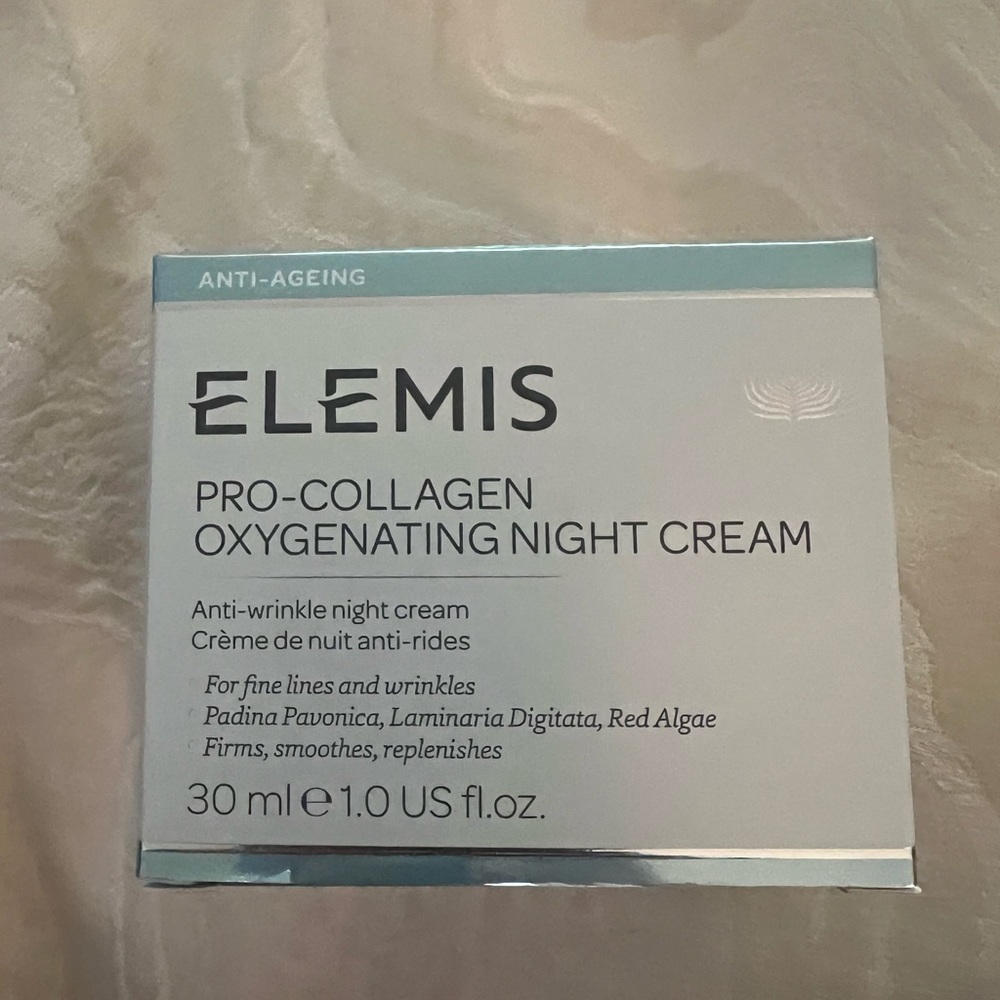 ANTI-AGEING
ELEMIS
PRO-COLLAGEN
OXYGENATING NIGHT CREAM
Anti-wrinkle night cream
Crème de nuit anti-rides
For fine lines and wrinkles
Padina Pavonica, Laminaria Digitata, Red Algae
Firms, smoothes, replenishes
30 ml ℮ 1.0 US fl.oz.